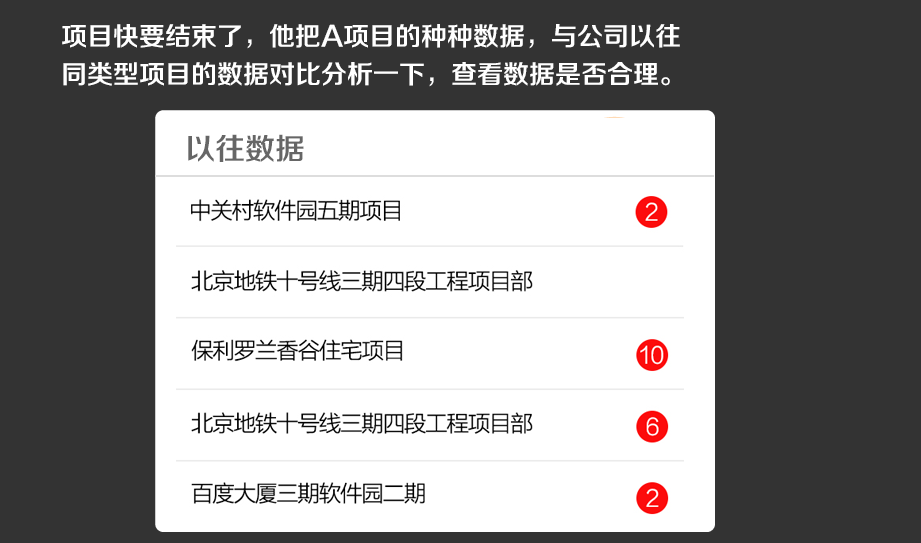 项目快要结束了，他把A项目的种种数据，与公司以往
同类型项目的数据对比分析一下，查看数据是否合理。
以往数据
中关村软件园五期项目 2
北京地铁十号线三期四段工程项目部
保利罗兰香谷住宅项目 10
北京地铁十号线三期四段工程项目部 6
百度大厦三期软件园二期 2